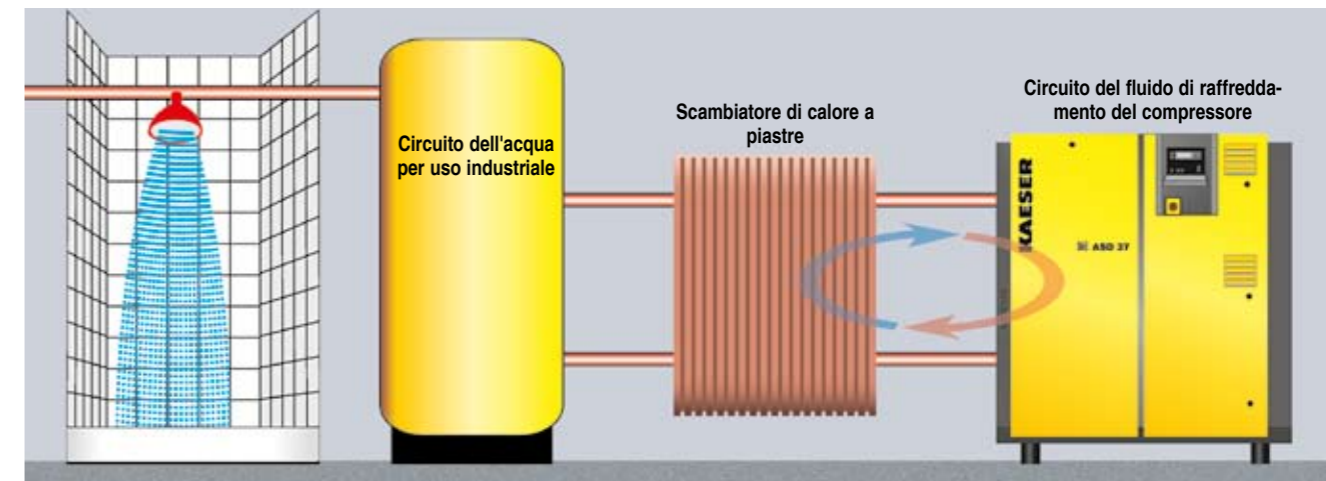 Circuito dell'acqua
per uso industriale
Scambiatore di calore a
piastre
Circuito del fluido di raffredda-
mento del compressore
KAESER
ASD 37